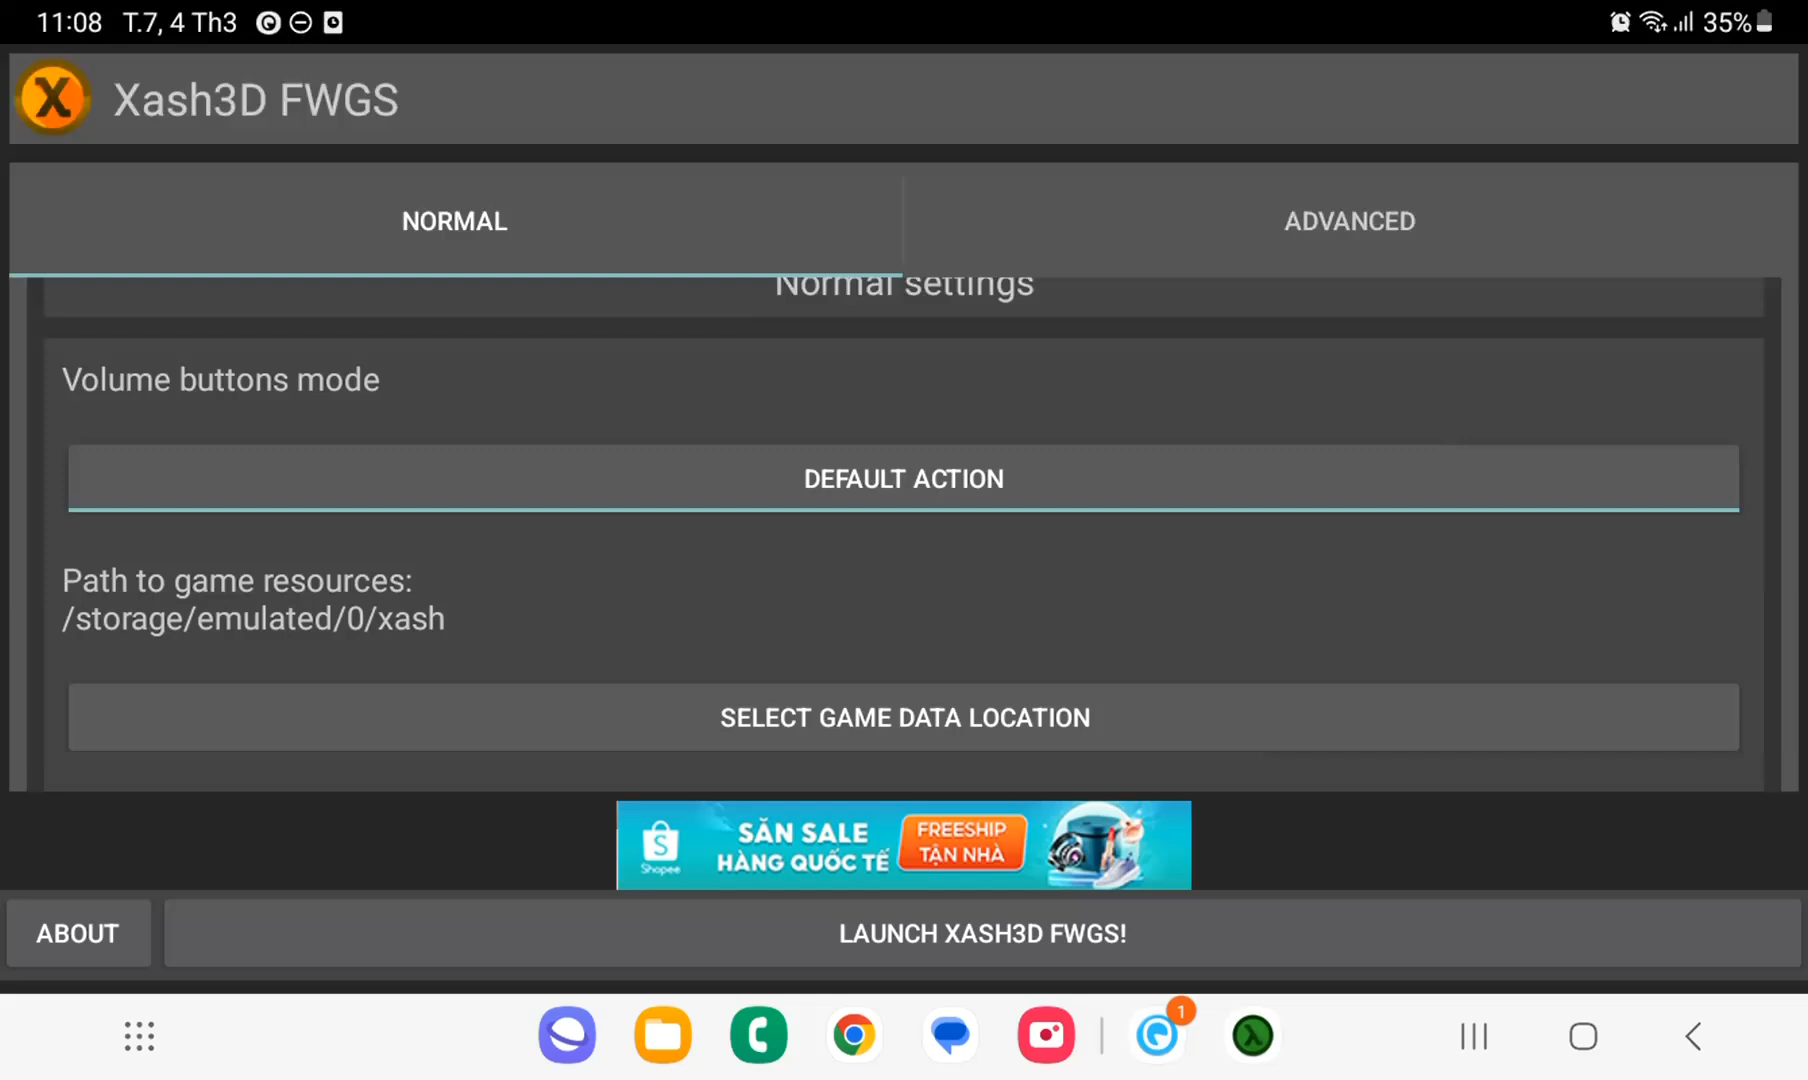 11:08 T.7, 4 Th3
35%
Xash3D FWGS
NORMAL
ADVANCED
Normal settings
Volume buttons mode
DEFAULT ACTION
Path to game resources:
/storage/emulated/0/xash
SELECT GAME DATA LOCATION
Shopee
SĂN SALE
HÀNG QUỐC TẾ
FREESHIP
TẬN NHÀ
ABOUT
LAUNCH XASH3D FWGS!
1